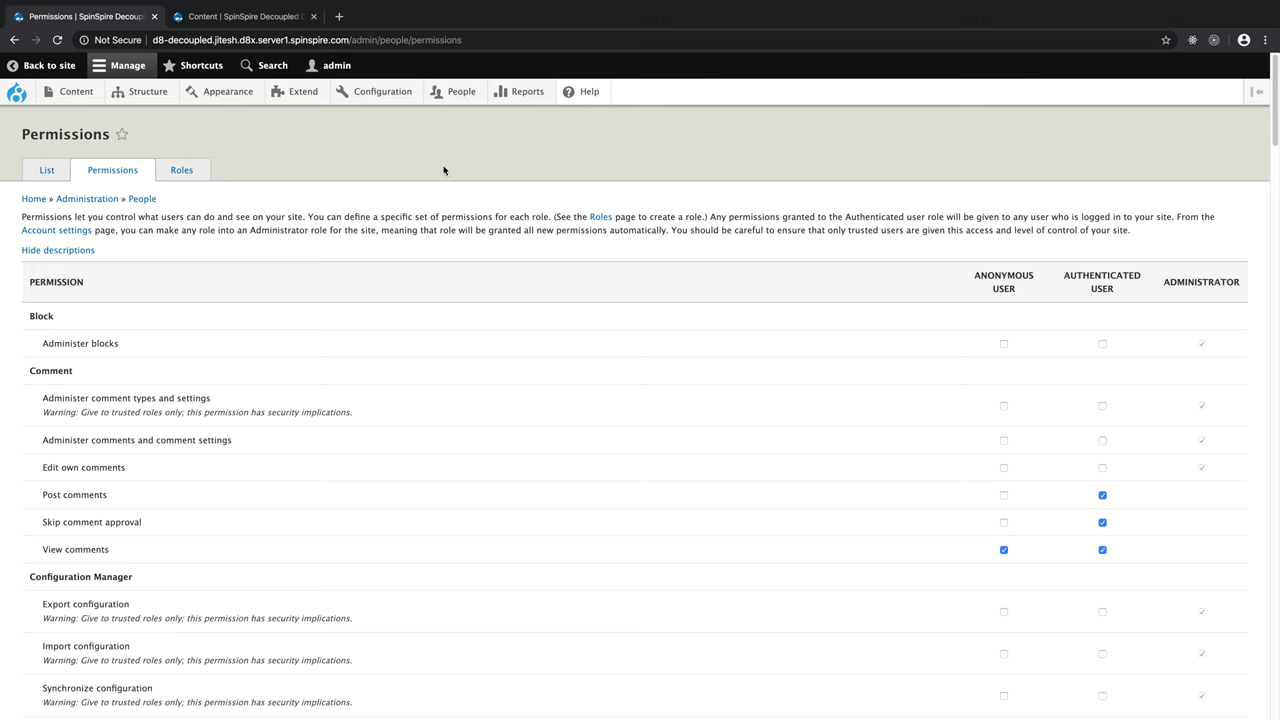 Permissions | SpinSpire Decoupl
Content | SpinSpire Decoupled D
Not Secure | d8-decoupled.jitesh.d8x.server1.spinspire.com/admin/people/permissions
Back to site Manage Shortcuts Search admin
Content Structure Appearance Extend Configuration People Reports Help
Permissions
List Permissions Roles
Home » Administration » People
Permissions let you control what users can do and see on your site. You can define a specific set of permissions for each role. (See the Roles page to create a role.) Any permissions granted to the Authenticated user role will be given to any user who is logged in to your site. From the
Account settings page, you can make any role into an Administrator role for the site, meaning that role will be granted all new permissions automatically. You should be careful to ensure that only trusted users are given this access and level of control of your site.
Hide descriptions
PERMISSION
ANONYMOUS
USER
AUTHENTICATED
USER
ADMINISTRATOR
Block
Administer blocks
Comment
Administer comment types and settings
Warning: Give to trusted roles only; this permission has security implications.
Administer comments and comment settings
Edit own comments
Post comments
Skip comment approval
View comments
Configuration Manager
Export configuration
Warning: Give to trusted roles only; this permission has security implications.
Import configuration
Warning: Give to trusted roles only; this permission has security implications.
Synchronize configuration
Warning: Give to trusted roles only; this permission has security implications.